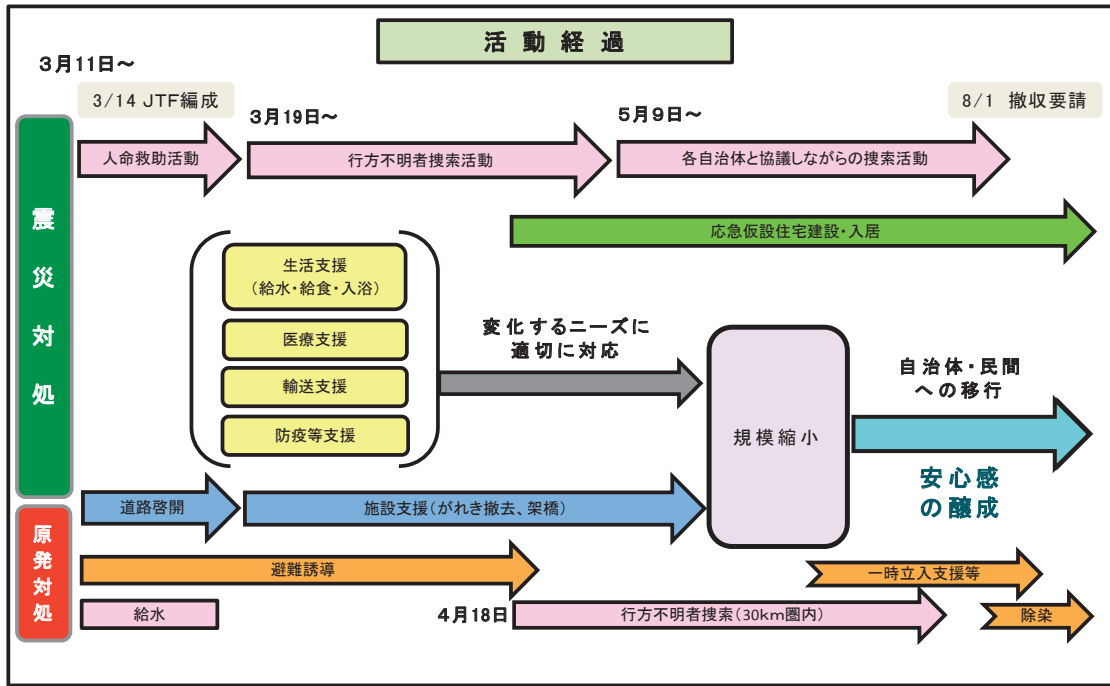 活動経過
3月11日～
3/14 JTF編成
8/1 撤収要請
3月19日～
5月9日～
震災対処
人命救助活動
行方不明者捜索活動
各自治体と協議しながらの捜索活動
応急仮設住宅建設・入居
生活支援
（給水・給食・入浴）
医療支援
輸送支援
防疫等支援
変化するニーズに
適切に対応
規模縮小
自治体・民間
への移行
安心感
の醸成
道路啓開
施設支援（がれき撤去、架橋）
原発対処
避難誘導
一時立入支援等
給水
4月18日
行方不明者捜索（30km圏内）
除染